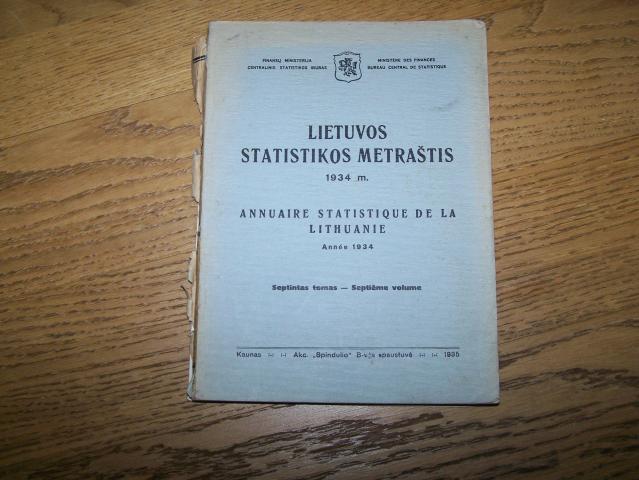 FINANSŲ MINISTERIJA
CENTRALINIS STATISTIKOS BIURAS
MINISTÈRE DES FINANCES
BUREAU CENTRAL DE STATISTIQUE
LIETUVOS
STATISTIKOS METRAŠTIS
1934 m.
ANNUAIRE STATISTIQUE DE LA
LITHUANIE
Année 1934
Septintas tomas — Septième volume
Kaunas Akc. „Spindulio“ B-vės spaustuvė 1935